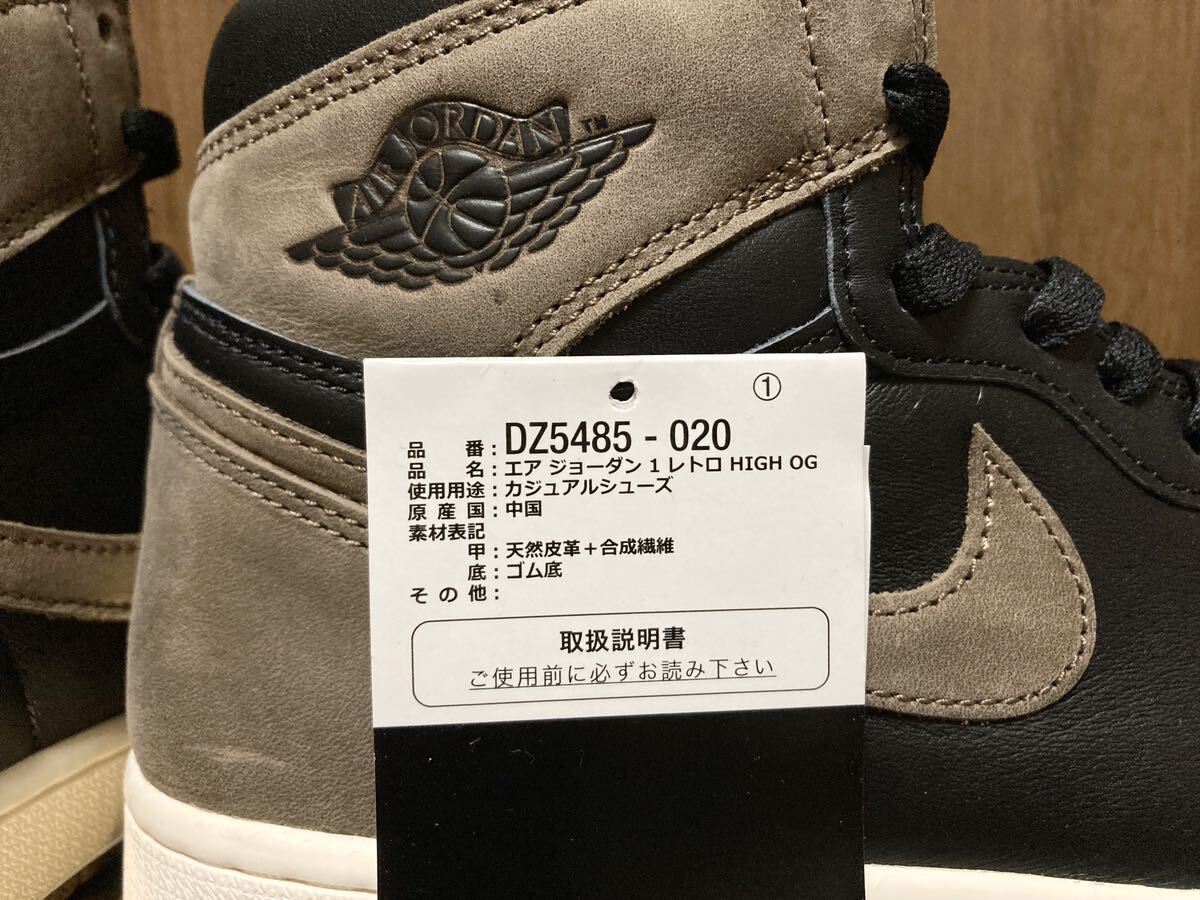 AIR JORDAN
TM
①
品番：DZ5485 - 020
品名：エア ジョーダン 1 レトロ HIGH OG
使用用途：カジュアルシューズ
原産国：中国
素材表記
甲：天然皮革＋合成繊維
底：ゴム底
その他：
取扱説明書
ご使用前に必ずお読み下さい